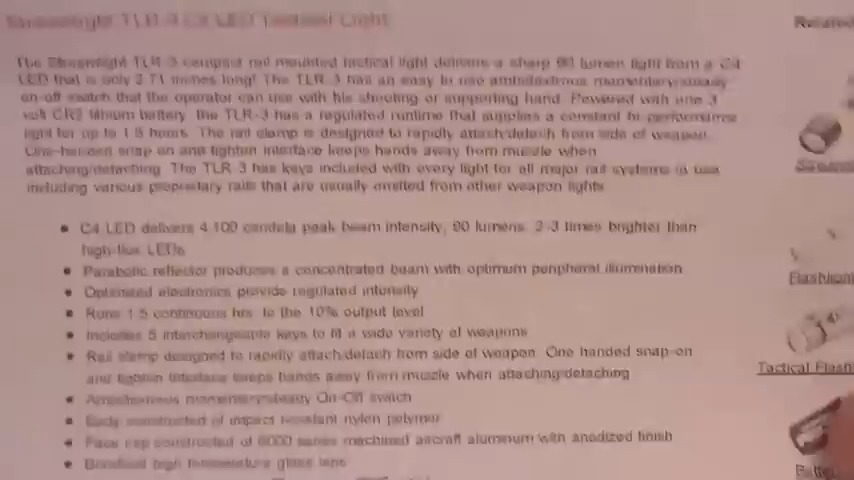 Streamlight TLR-3 C4 LED Tactical Light
Related
The Streamlight TLR-3 compact rail mounted tactical light delivers a sharp 90 lumen light from a C4
LED that is only 2.71 inches long! The TLR-3 has an easy to use ambidextrous momentary/steady
on-off switch that the operator can use with his shooting or supporting hand. Powered with one 3
volt CR2 lithium battery, the TLR-3 has a regulated runtime that supplies a constant hi-performance
light for up to 1.5 hours. The rail clamp is designed to rapidly attach/detach from side of weapon.
One-handed snap on and tighten interface keeps hands away from muzzle when
attaching/detaching. The TLR 3 has keys included with every light for all major rail systems in use
including various proprietary rails that are usually omitted from other weapon lights
• C4 LED delivers 4,100 candela peak beam intensity, 90 lumens. 2-3 times brighter than
high-flux LEDs
• Parabolic reflector produces a concentrated beam with optimum peripheral illumination
• Optimized electronics provide regulated intensity
• Runs 1.5 continuous hrs. to the 10% output level
• Includes 5 interchangeable keys to fit a wide variety of weapons
• Rail clamp designed to rapidly attach/detach from side of weapon. One handed snap-on
and tighten interface keeps hands away from muzzle when attaching/detaching
• Ambidextrous momentary/steady On-Off switch
• Body constructed of impact resistant nylon polymer
• Face cap constructed of 6000 series machined aircraft aluminum with anodized finish
• high temperature glass lens
Flashlight
Tactical Flash